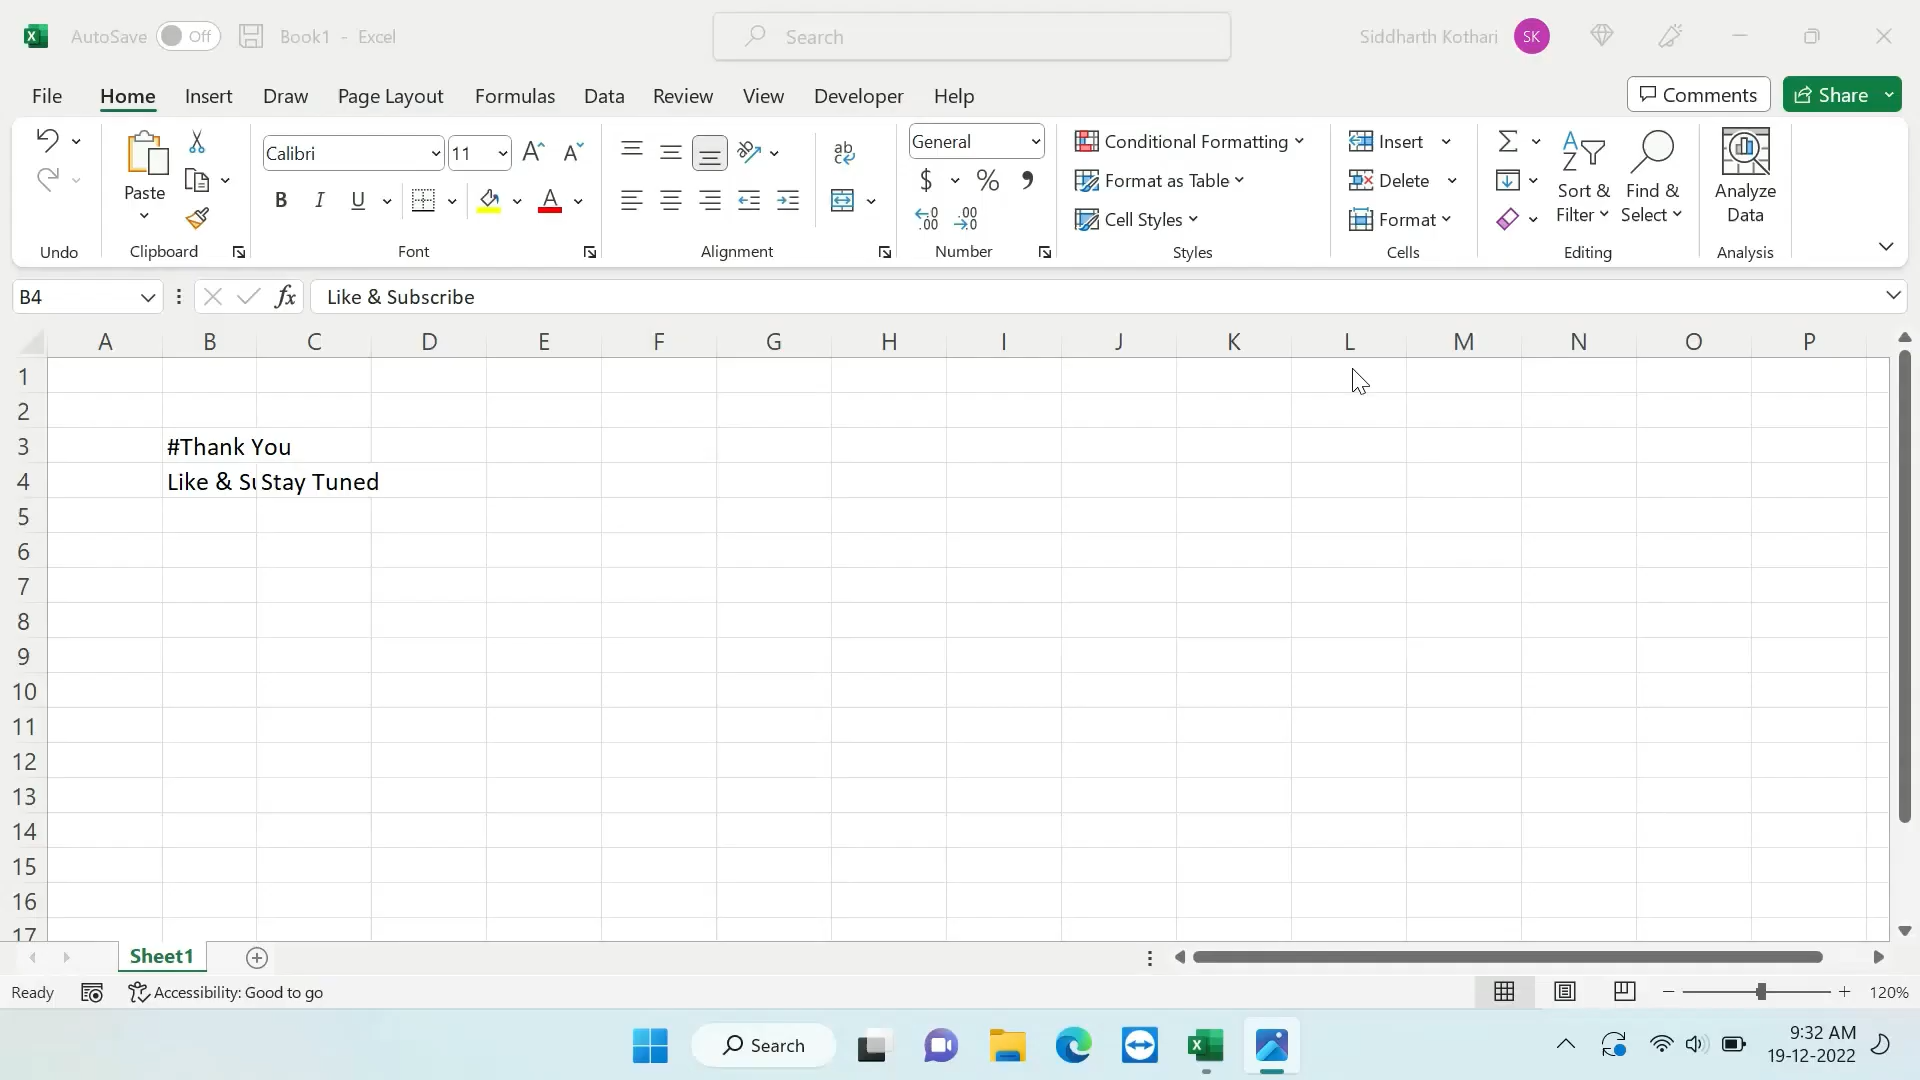 AutoSave Off Book1 - Excel Search Siddharth Kothari SK
File Home Insert Draw Page Layout Formulas Data Review View Developer Help Comments Share
Paste Calibri 11 General Conditional Formatting Insert
B I U A $ % Format as Table Delete Sort & Filter Find & Select Analyze Data
Cell Styles Format
Undo Clipboard Font Alignment Number Styles Cells Editing Analysis
B4 fx Like & Subscribe
A B C D E F G H I J K L M N O P
1
2
3 #Thank You
4 Like & Su Stay Tuned
5
6
7
8
9
10
11
12
13
14
15
16
17
Sheet1
Ready Accessibility: Good to go 120%
Search 9:32 AM
19-12-2022